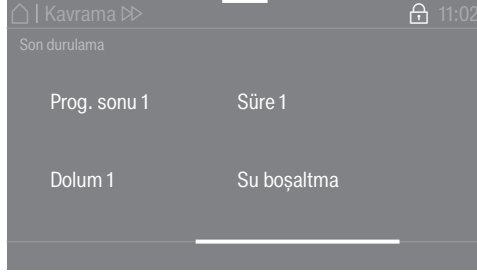 | Kavrama 11:02
Son durulama
Prog. sonu 1 Süre 1
Dolum 1 Su boşaltma